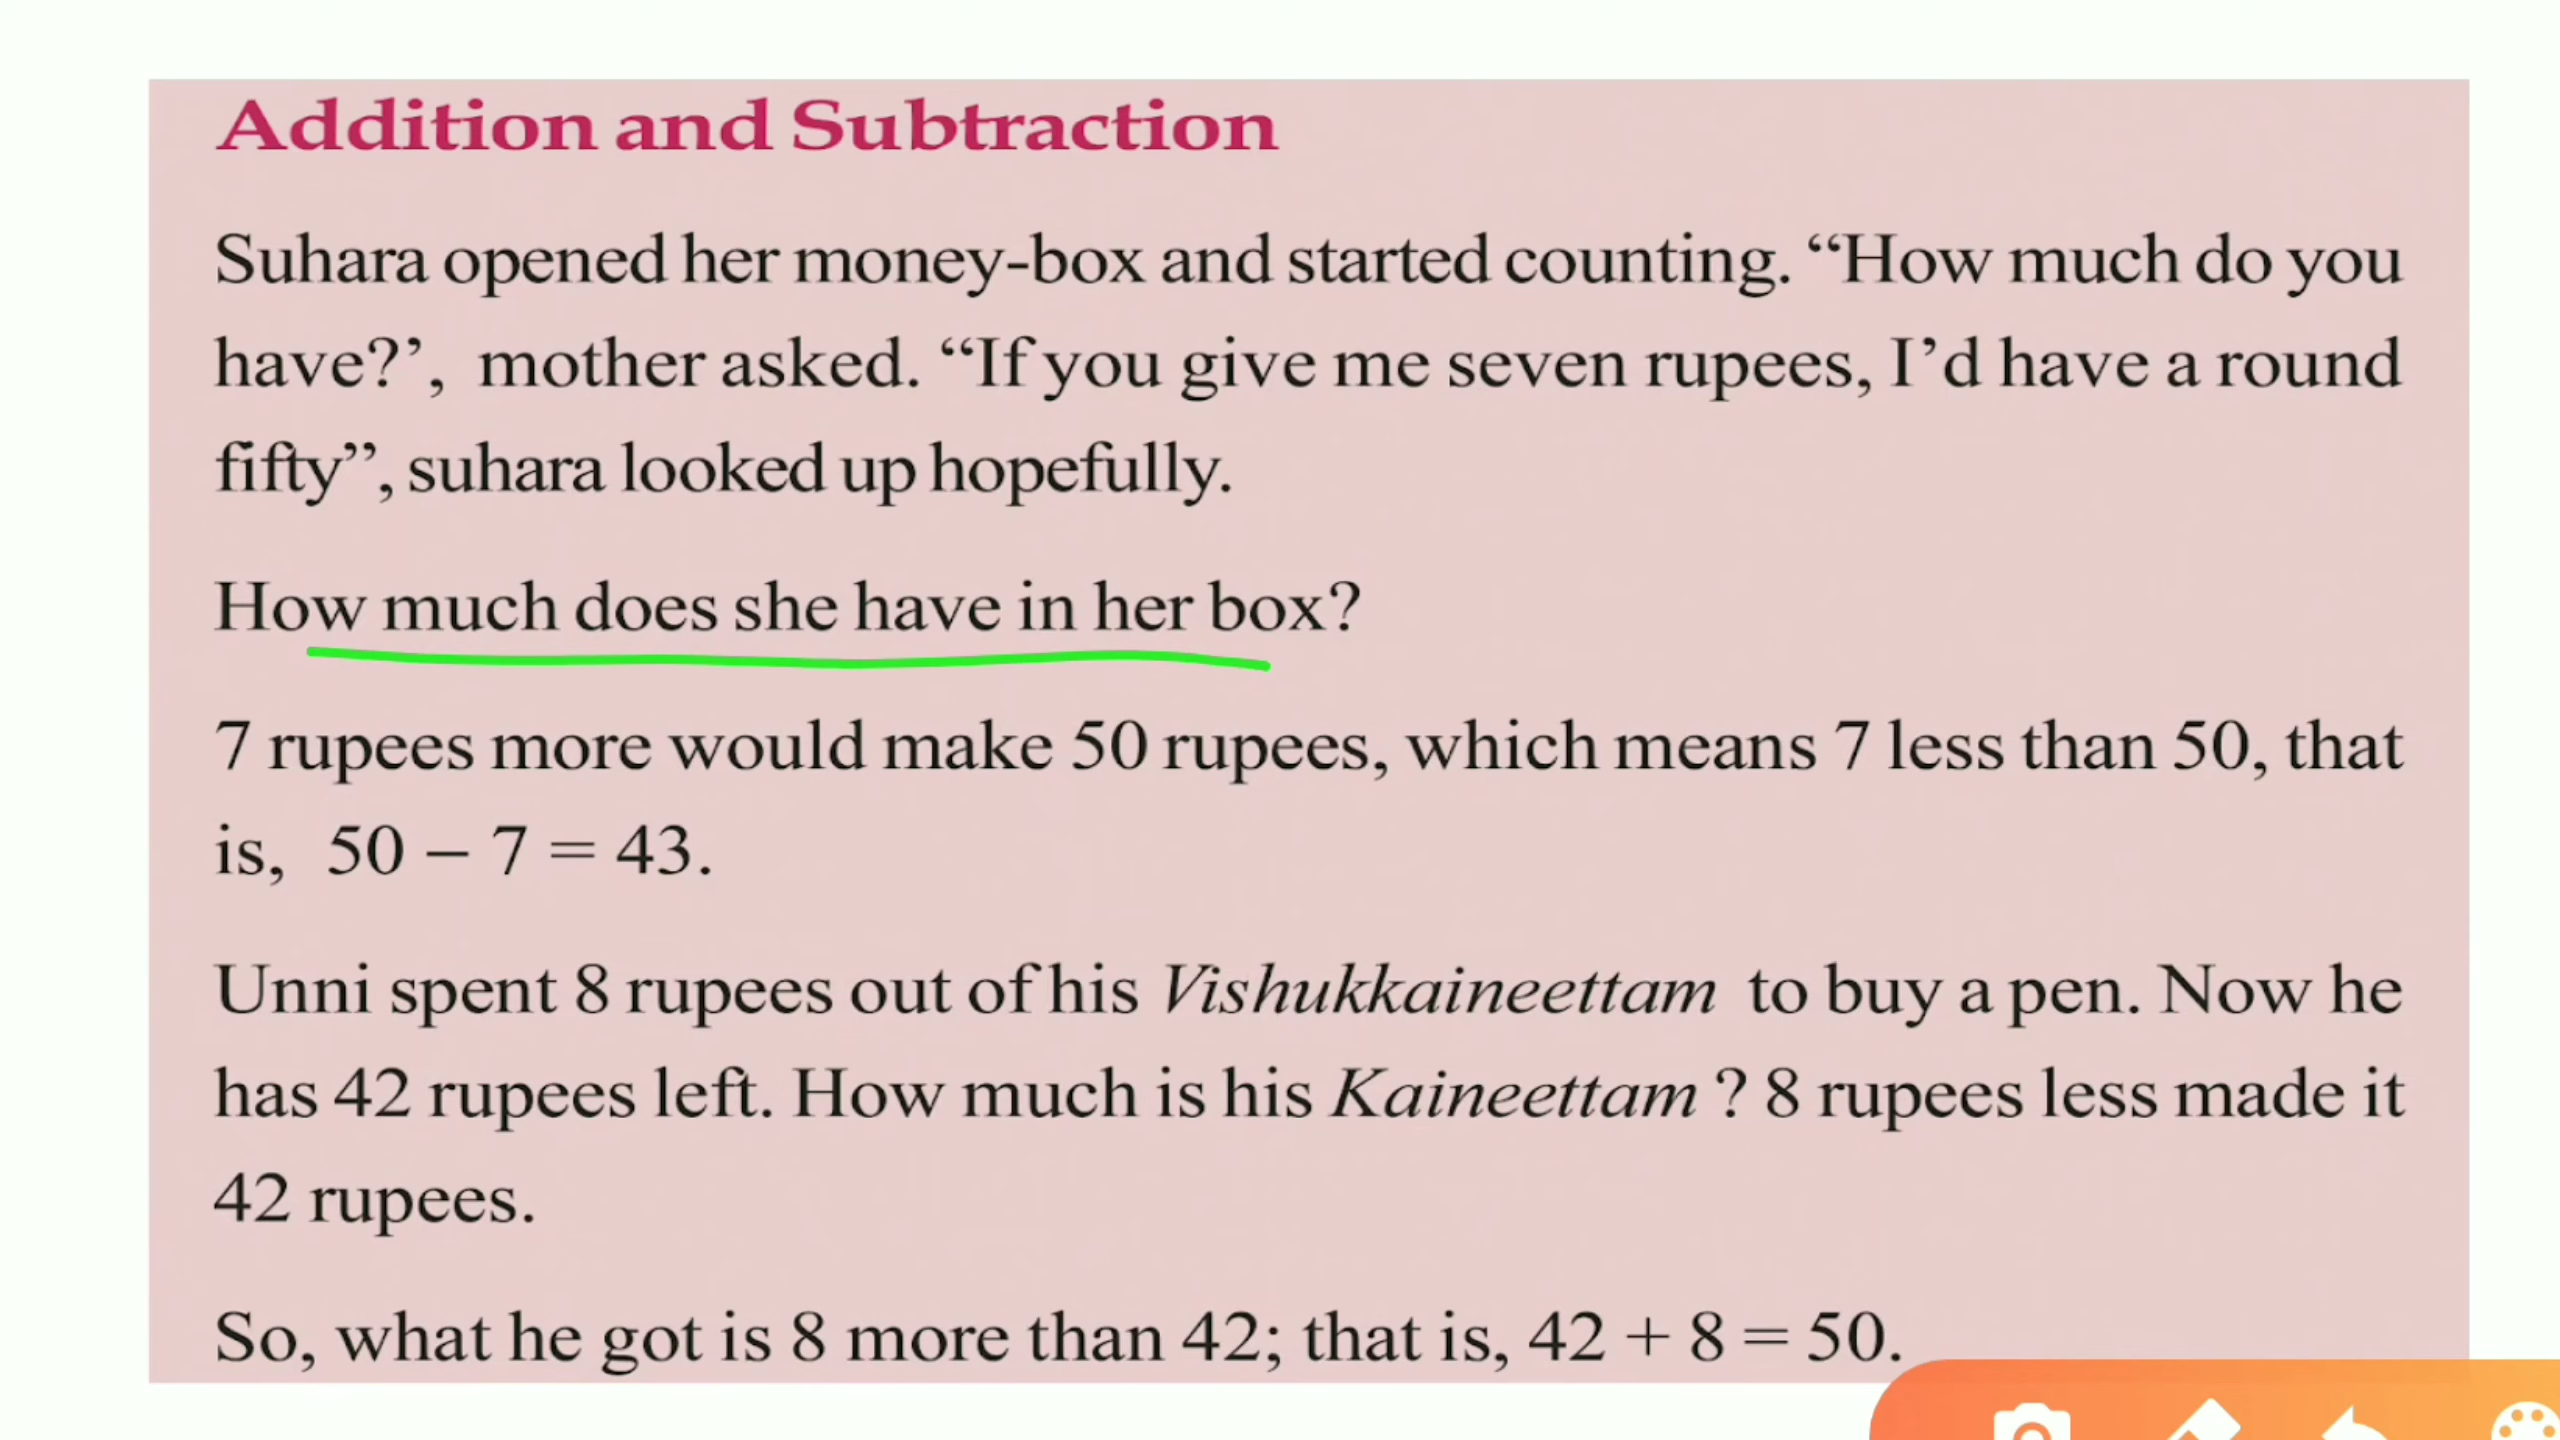 Addition and Subtraction
Suhara opened her money-box and started counting. “How much do you
have?’, mother asked. “If you give me seven rupees, I’d have a round
fifty”, suhara looked up hopefully.
How much does she have in her box?
7 rupees more would make 50 rupees, which means 7 less than 50, that
is, 50 – 7 = 43.
Unni spent 8 rupees out of his Vishukkaineettam to buy a pen. Now he
has 42 rupees left. How much is his Kaineettam ? 8 rupees less made it
42 rupees.
So, what he got is 8 more than 42; that is, 42 + 8 = 50.